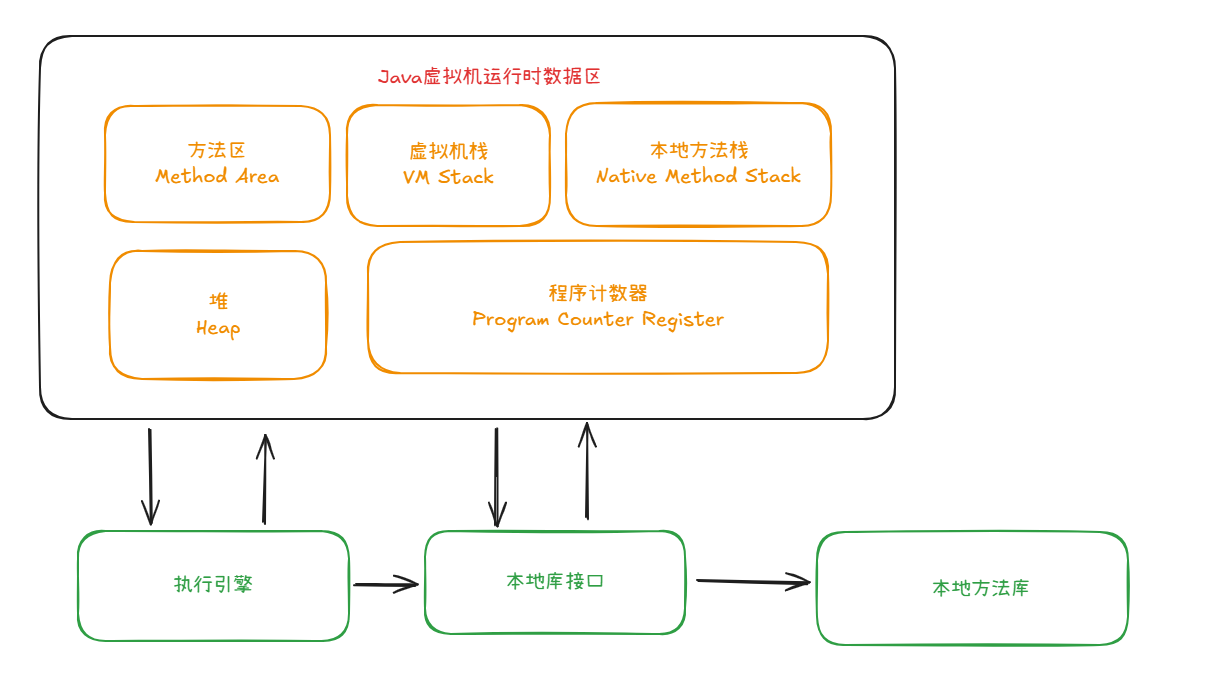 Java虚拟机运行时数据区
方法区
Method Area
虚拟机栈
VM Stack
本地方法栈
Native Method Stack
堆
Heap
程序计数器
Program Counter Register
执行引擎
本地库接口
本地方法库